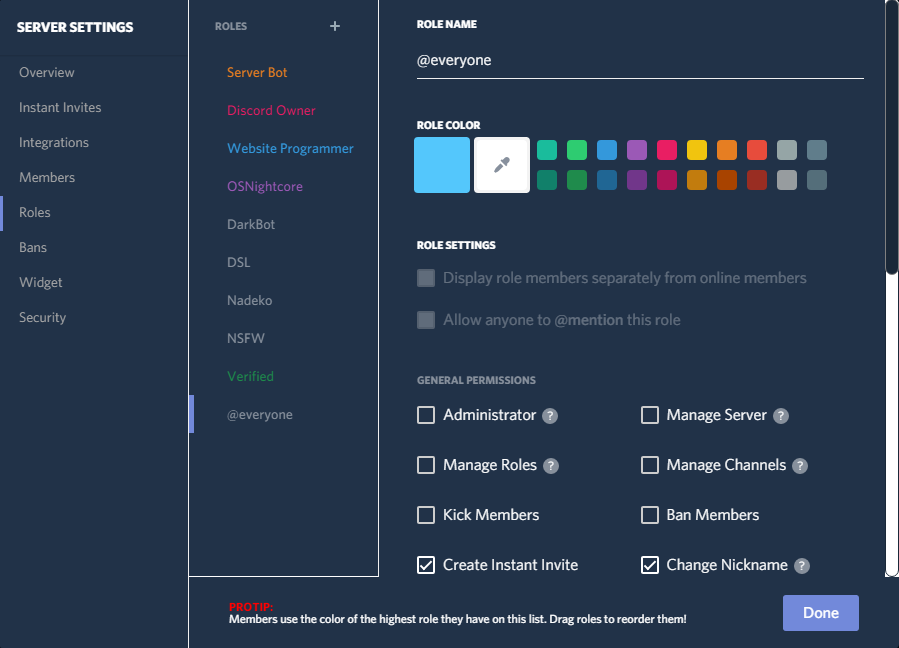 SERVER SETTINGS
Overview
Instant Invites
Integrations
Members
Roles
Bans
Widget
Security
ROLES +
Server Bot
Discord Owner
Website Programmer
OSNightcore
DarkBot
DSL
Nadeko
NSFW
Verified
@everyone
ROLE NAME
@everyone
ROLE COLOR
ROLE SETTINGS
Display role members separately from online members
Allow anyone to @mention this role
GENERAL PERMISSIONS
Administrator ? Manage Server ?
Manage Roles ? Manage Channels ?
Kick Members Ban Members
Create Instant Invite Change Nickname ?
PROTIP:
Members use the color of the highest role they have on this list. Drag roles to reorder them!
Done